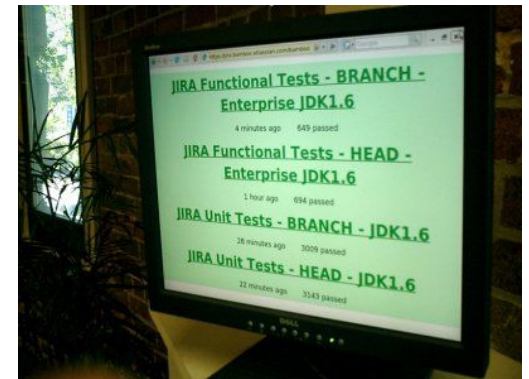 JIRA Functional Tests - BRANCH -
Enterprise JDK1.6
4 minutes ago 649 passed
JIRA Functional Tests - HEAD -
Enterprise JDK1.6
1 hour ago 694 passed
JIRA Unit Tests - BRANCH - JDK1.6
28 minutes ago 3009 passed
JIRA Unit Tests - HEAD - JDK1.6
22 minutes ago 3143 passed
DELL